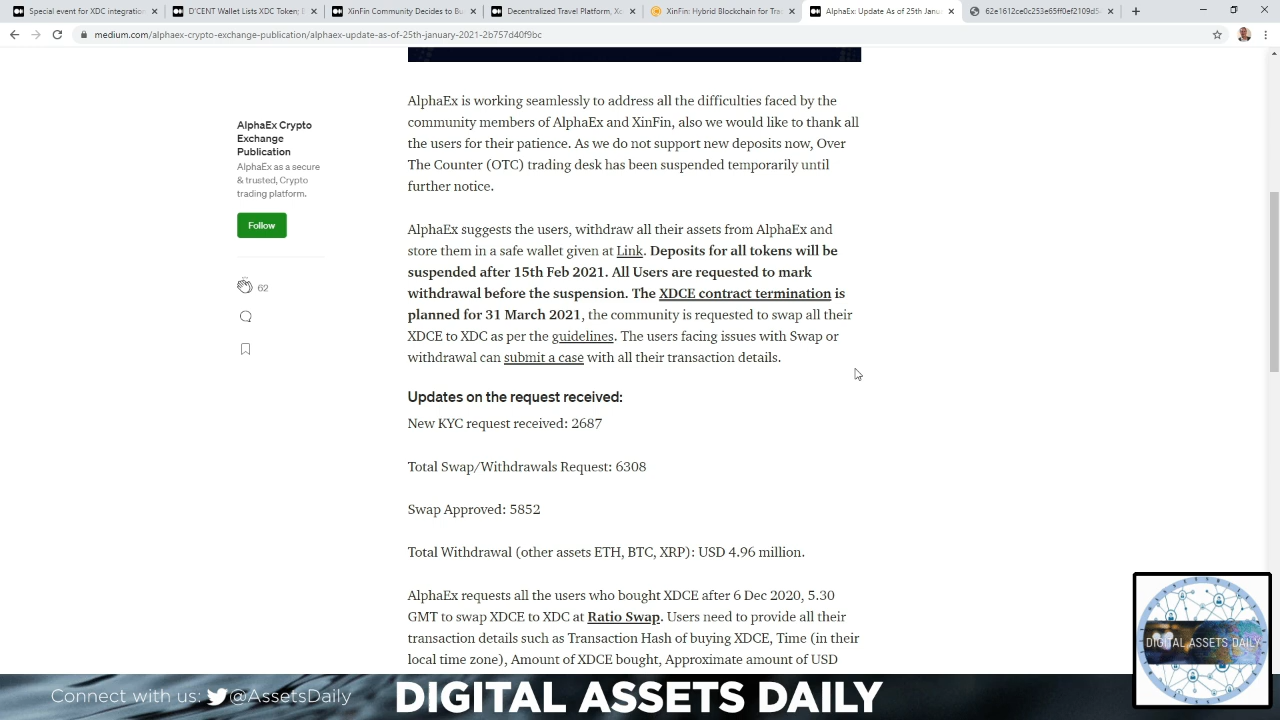 Special event for XDC integration
D'CENT Wallet Lists XDC Token; E
XinFin Community Decides to Bu
Decentralized Travel Platform, Xc
XinFin: Hybrid Blockchain for Tra
AlphaEx: Update As of 25th Janu
62e1612ce0c253e65ff0ef2109d5
medium.com/alphaex-crypto-exchange-publication/alphaex-update-as-of-25th-january-2021-2b757d40f9bc
AlphaEx Crypto
Exchange
Publication
AlphaEx as a secure
& trusted, Crypto
trading platform.
Follow
62
AlphaEx is working seamlessly to address all the difficulties faced by the
community members of AlphaEx and XinFin, also we would like to thank all
the users for their patience. As we do not support new deposits now, Over
The Counter (OTC) trading desk has been suspended temporarily until
further notice.
AlphaEx suggests the users, withdraw all their assets from AlphaEx and
store them in a safe wallet given at Link. Deposits for all tokens will be
suspended after 15th Feb 2021. All Users are requested to mark
withdrawal before the suspension. The XDCE contract termination is
planned for 31 March 2021, the community is requested to swap all their
XDCE to XDC as per the guidelines. The users facing issues with Swap or
withdrawal can submit a case with all their transaction details.
Updates on the request received:
New KYC request received: 2687
Total Swap/Withdrawals Request: 6308
Swap Approved: 5852
Total Withdrawal (other assets ETH, BTC, XRP): USD 4.96 million.
AlphaEx requests all the users who bought XDCE after 6 Dec 2020, 5.30
GMT to swap XDCE to XDC at Ratio Swap. Users need to provide all their
transaction details such as Transaction Hash of buying XDCE, Time (in their
local time zone), Amount of XDCE bought, Approximate amount of USD
DIGITAL ASSETS DAILY
Connect with us: @AssetsDaily
DIGITAL ASSETS DAILY